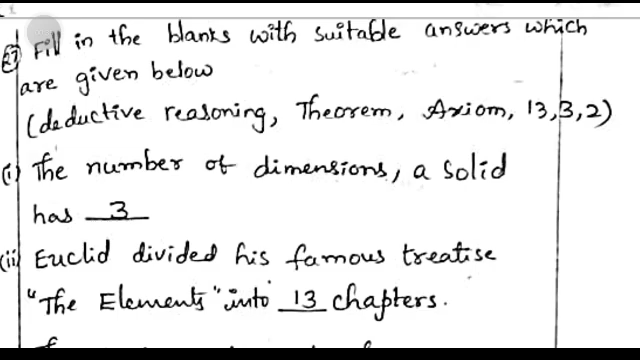 27 Fill in the blanks with suitable answers which
are given below
(deductive reasoning, Theorem, Axiom, 13, 3, 2)
(i) The number of dimensions, a solid
has 3
(ii) Euclid divided his famous treatise
"The Elements" into 13 chapters.